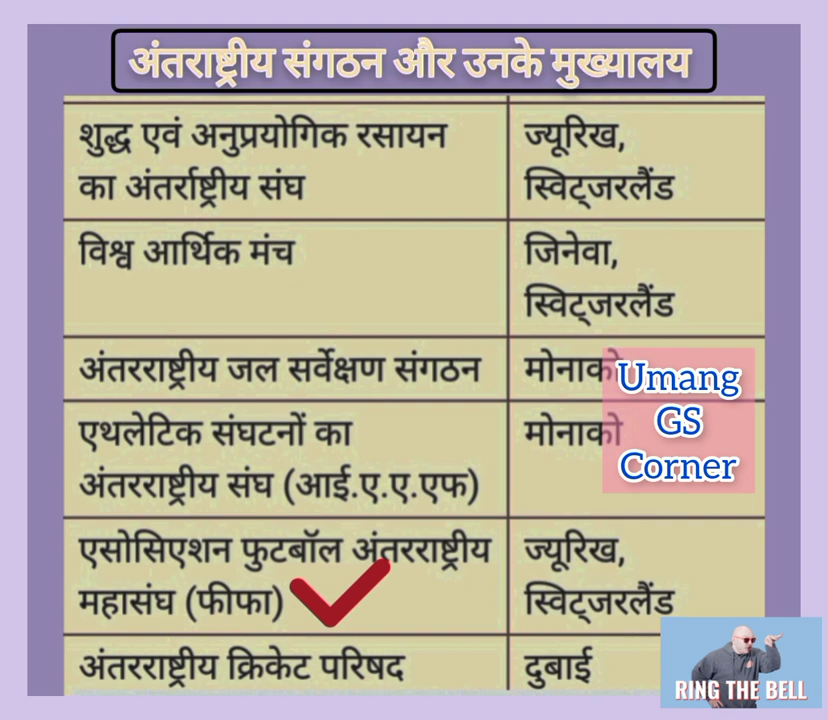 अंतराष्ट्रीय संगठन और उनके मुख्यालय
शुद्ध एवं अनुप्रयोगिक रसायन
का अंतर्राष्ट्रीय संघ
ज्यूरिख,
स्विट्जरलैंड
विश्व आर्थिक मंच
जिनेवा,
स्विट्जरलैंड
अंतरराष्ट्रीय जल सर्वेक्षण संगठन
मोनाको
एथलेटिक संघटनों का
अंतरराष्ट्रीय संघ (आई.ए.ए.एफ)
मोनाको
Umang
GS
Corner
एसोसिएशन फुटबॉल अंतरराष्ट्रीय
महासंघ (फीफा)
ज्यूरिख,
स्विट्जरलैंड
अंतरराष्ट्रीय क्रिकेट परिषद
दुबाई
RING THE BELL